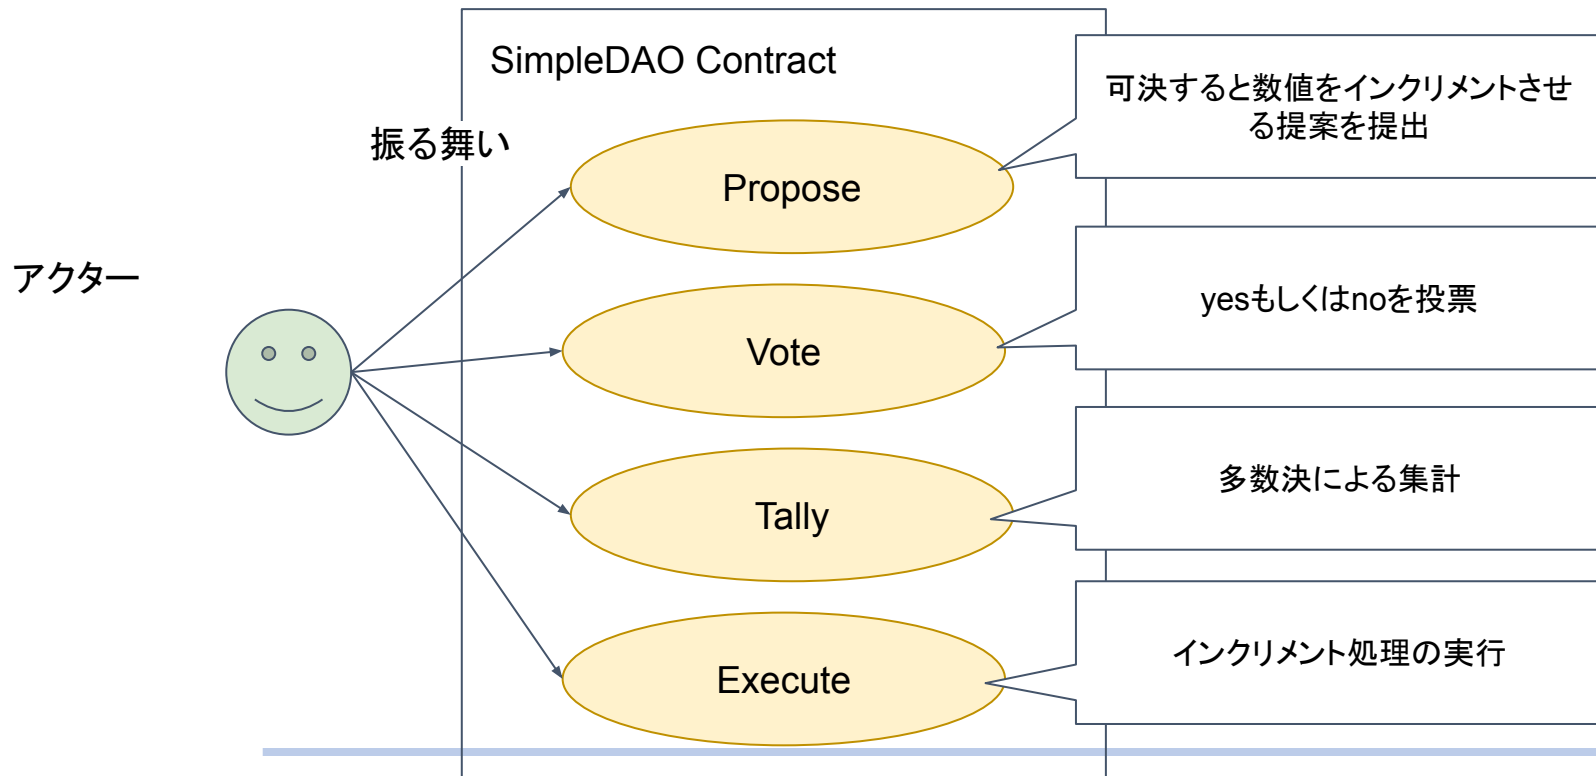 SimpleDAO Contract
可決すると数値をインクリメントさせ
る提案を提出
振る舞い
Propose
アクター
yesもしくはnoを投票
Vote
多数決による集計
Tally
インクリメント処理の実行
Execute